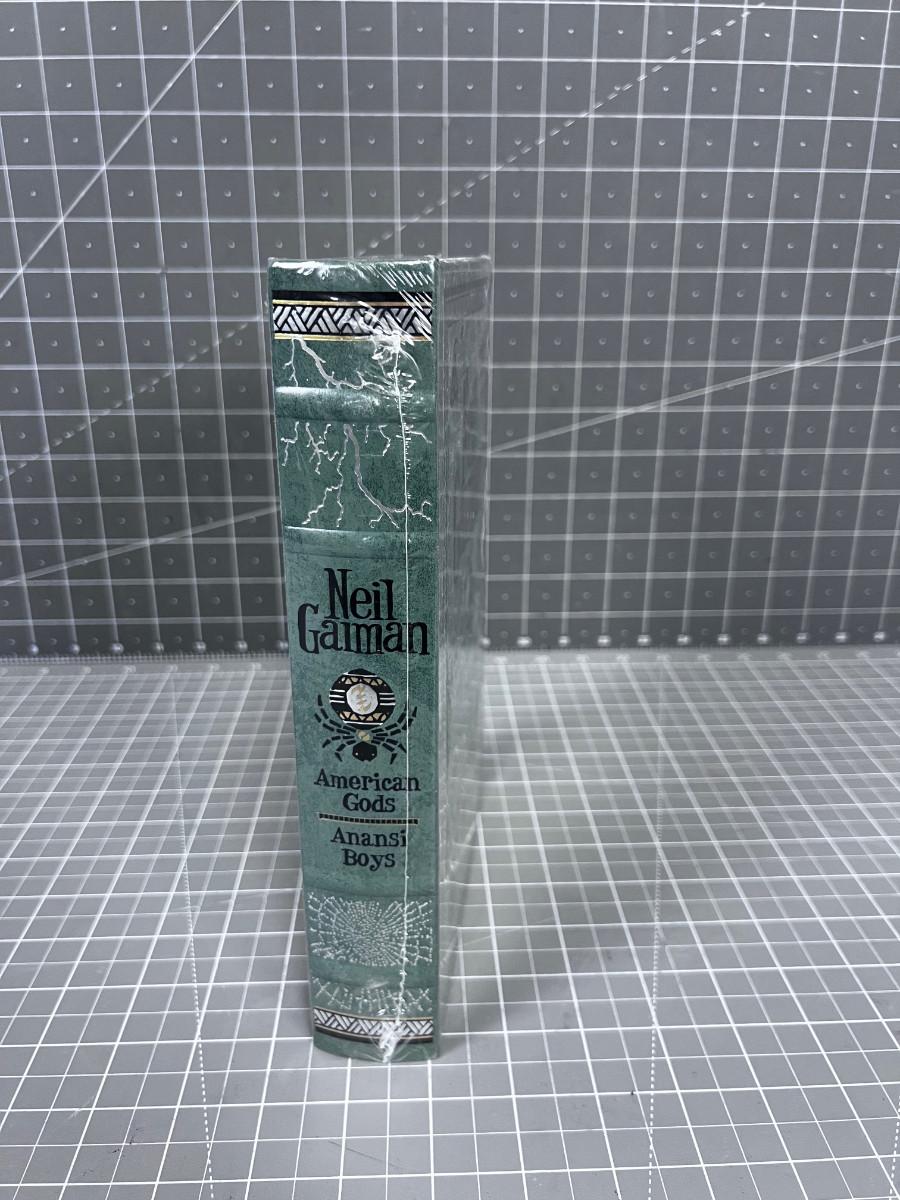 Neil
Gaiman
American
Gods
Anansi
Boys